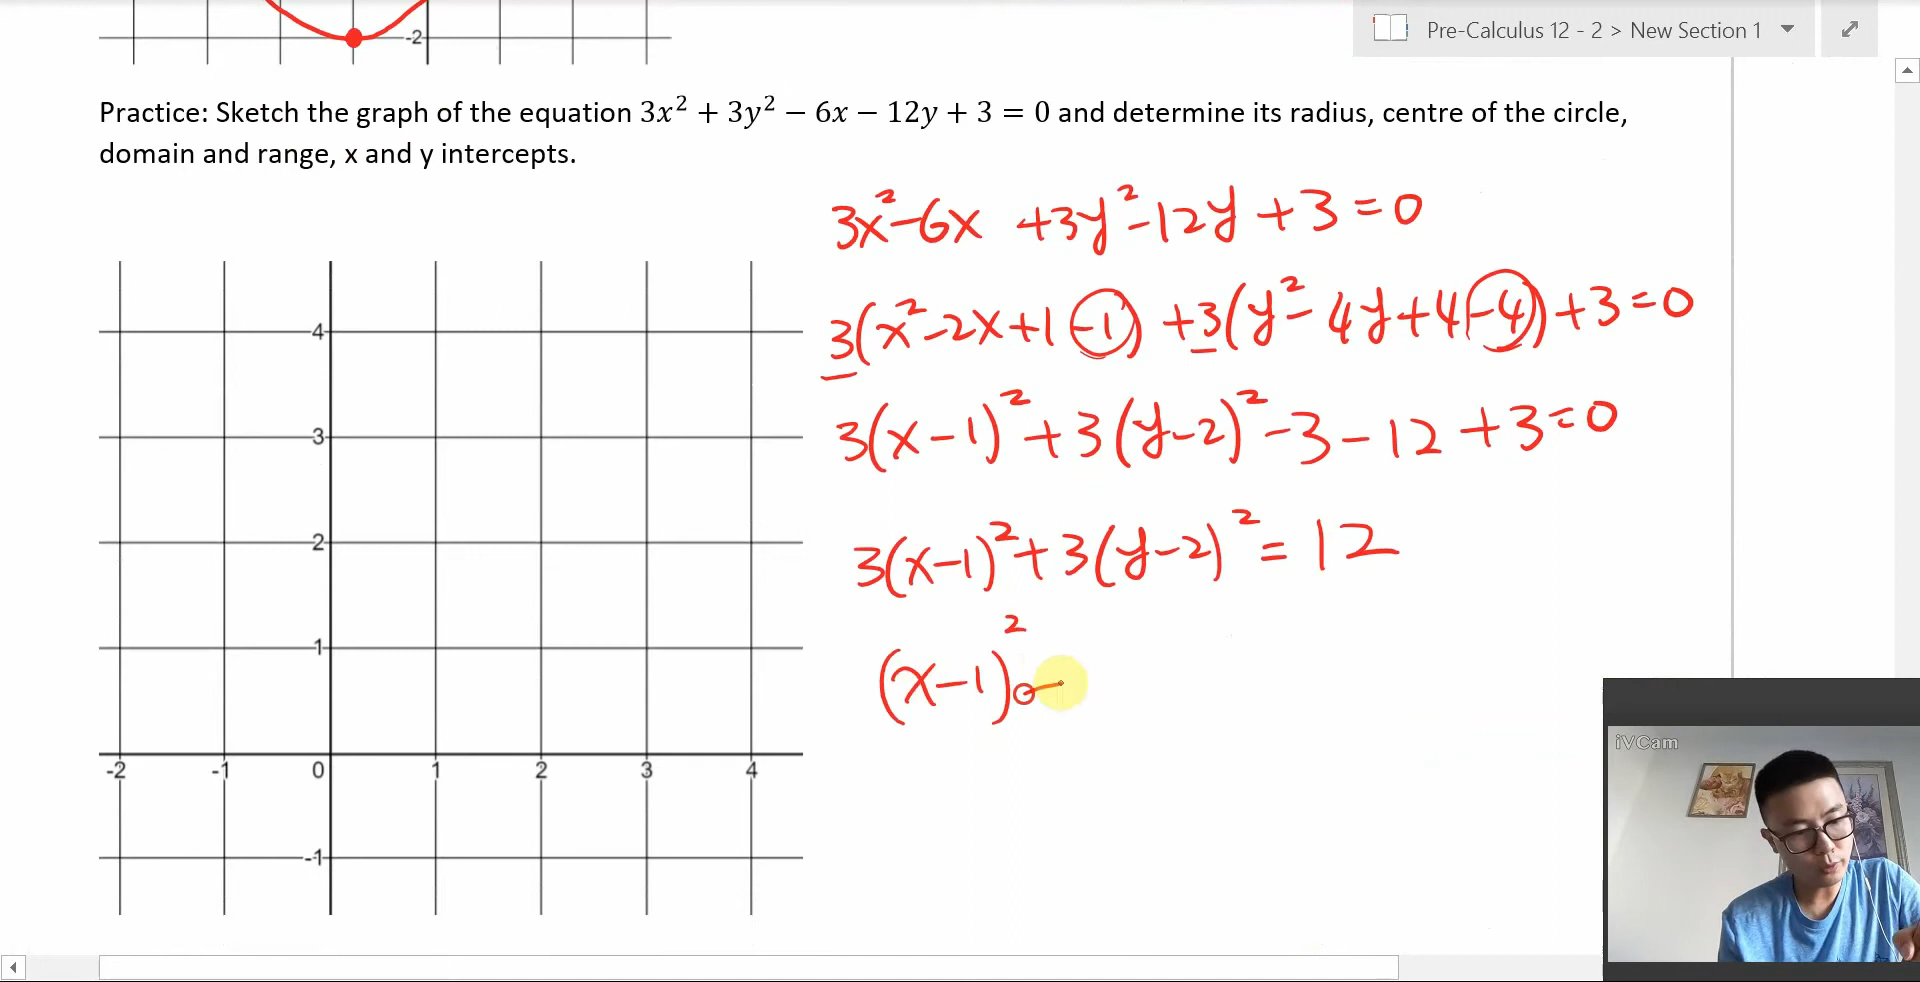 -2
Pre-Calculus 12 - 2 > New Section 1
Practice: Sketch the graph of the equation 3x² + 3y² − 6x − 12y + 3 = 0 and determine its radius, centre of the circle,
domain and range, x and y intercepts.
3x²-6x +3y²-12y+3=0
3(x²-2x+1-1) +3(y²-4y+4-4)+3=0
3(x-1)²+3(y-2)²-3-12+3=0
3(x-1)²+3(y-2)²=12
(x-1)²
4
3
2
1
-2 -1 0 1 2 3 4
-1
iVCam